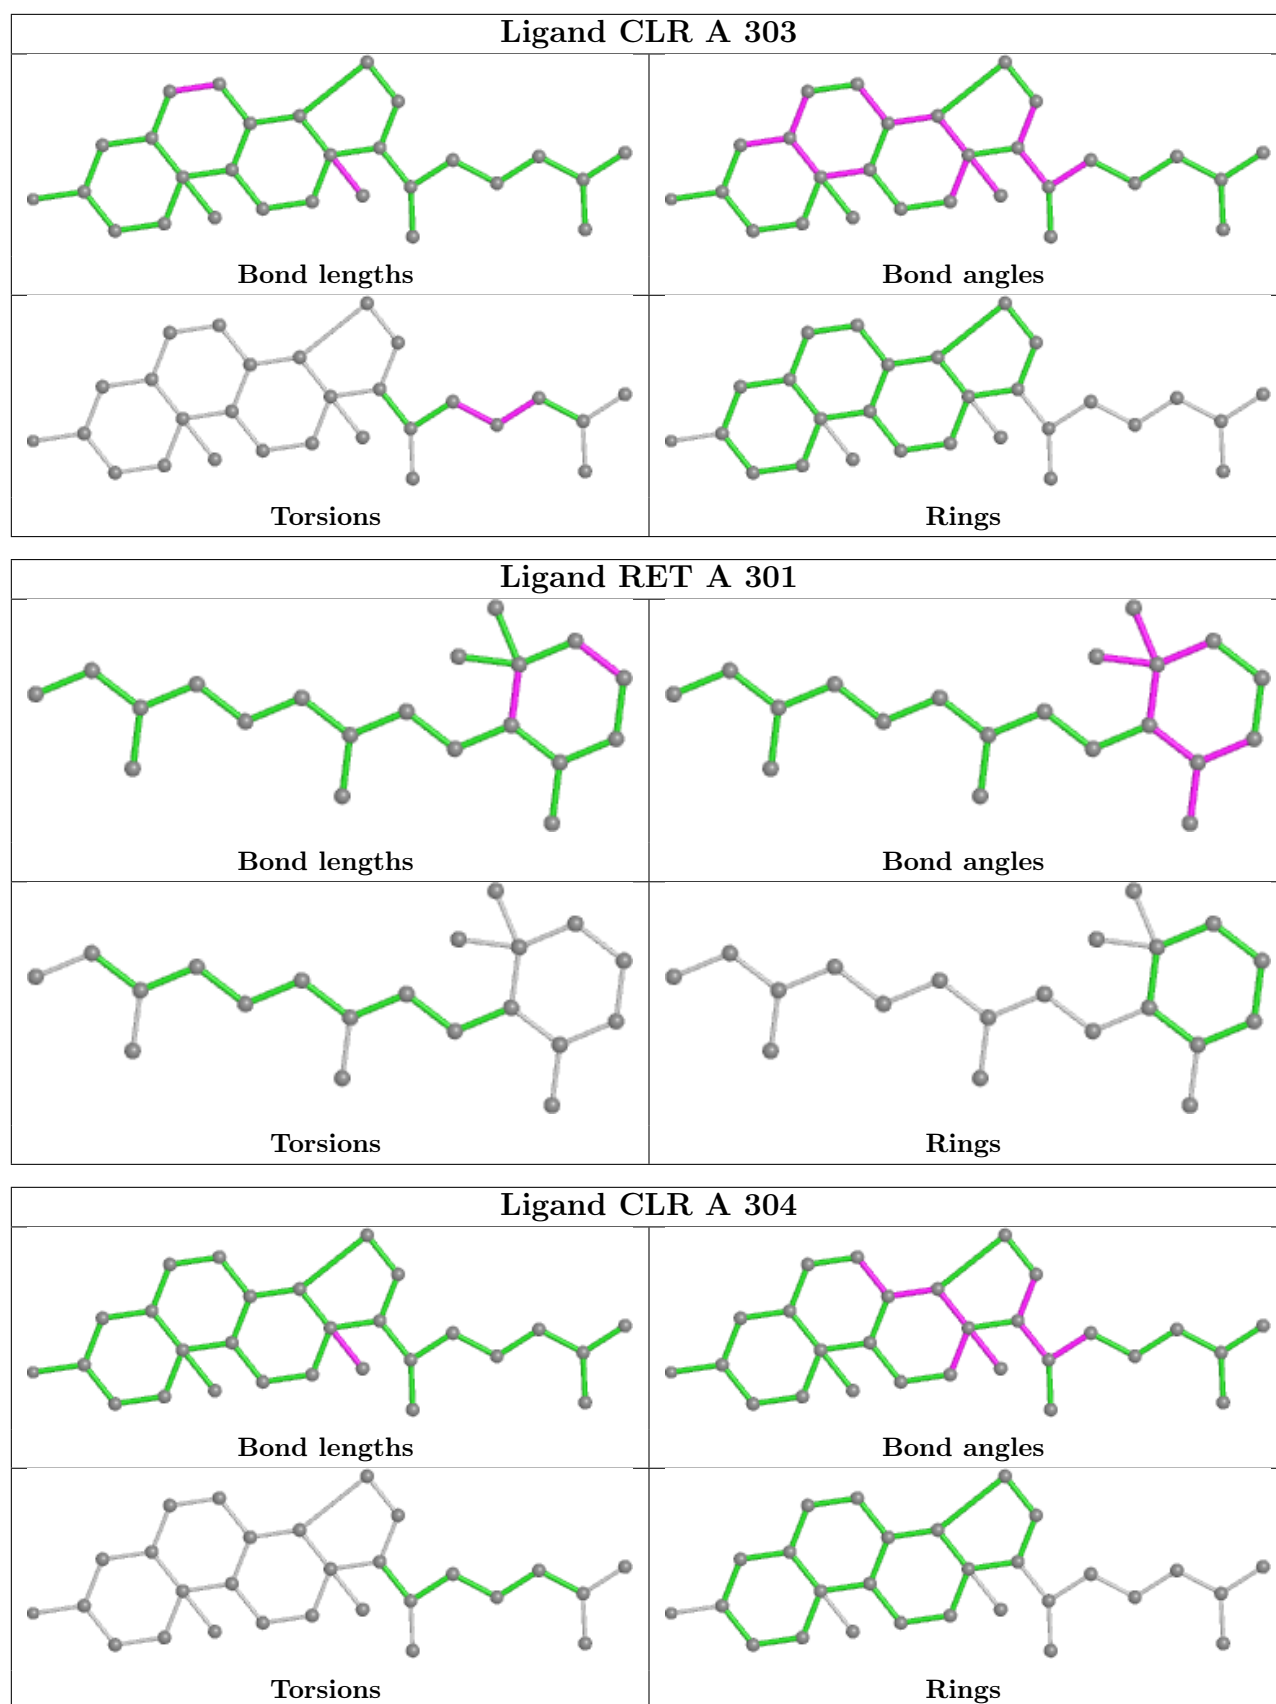 Ligand CLR A 303
Bond lengths
Bond angles
Torsions
Rings
Ligand RET A 301
Bond lengths
Bond angles
Torsions
Rings
Ligand CLR A 304
Bond lengths
Bond angles
Torsions
Rings